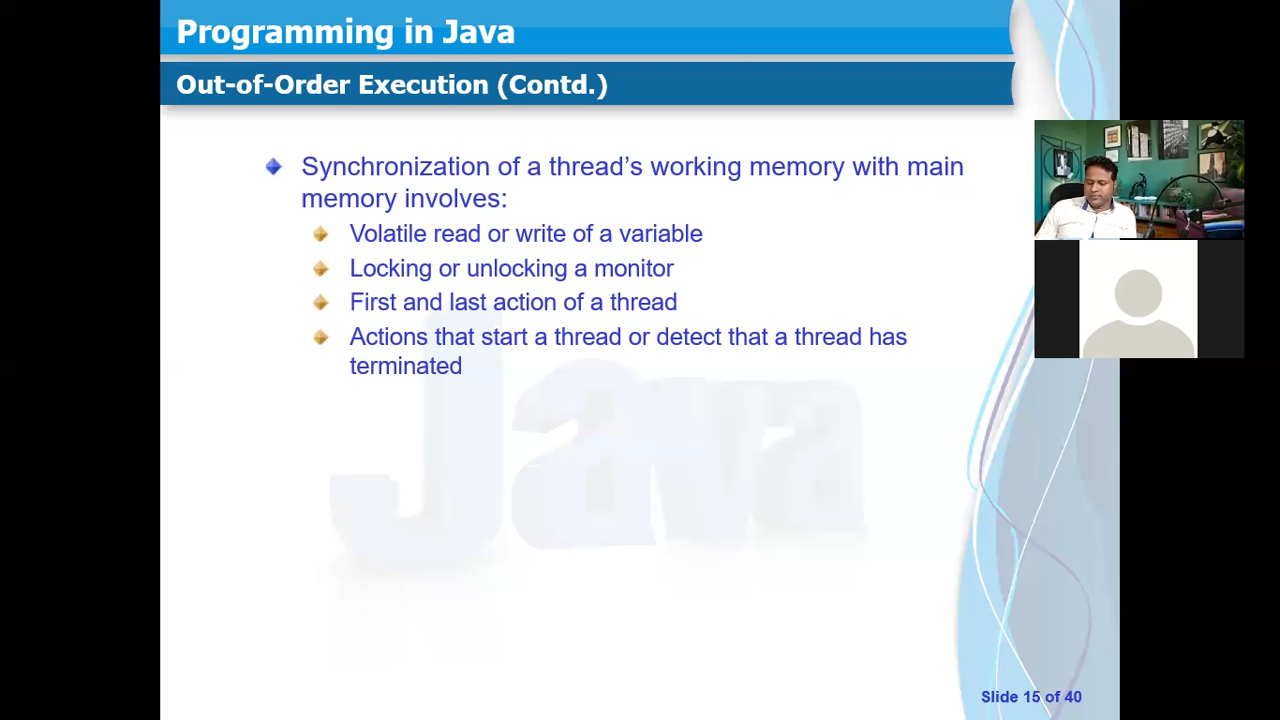 Programming in Java
Out-of-Order Execution (Contd.)
Synchronization of a thread’s working memory with main
memory involves:
Volatile read or write of a variable
Locking or unlocking a monitor
First and last action of a thread
Actions that start a thread or detect that a thread has
terminated
Java
Slide 15 of 40